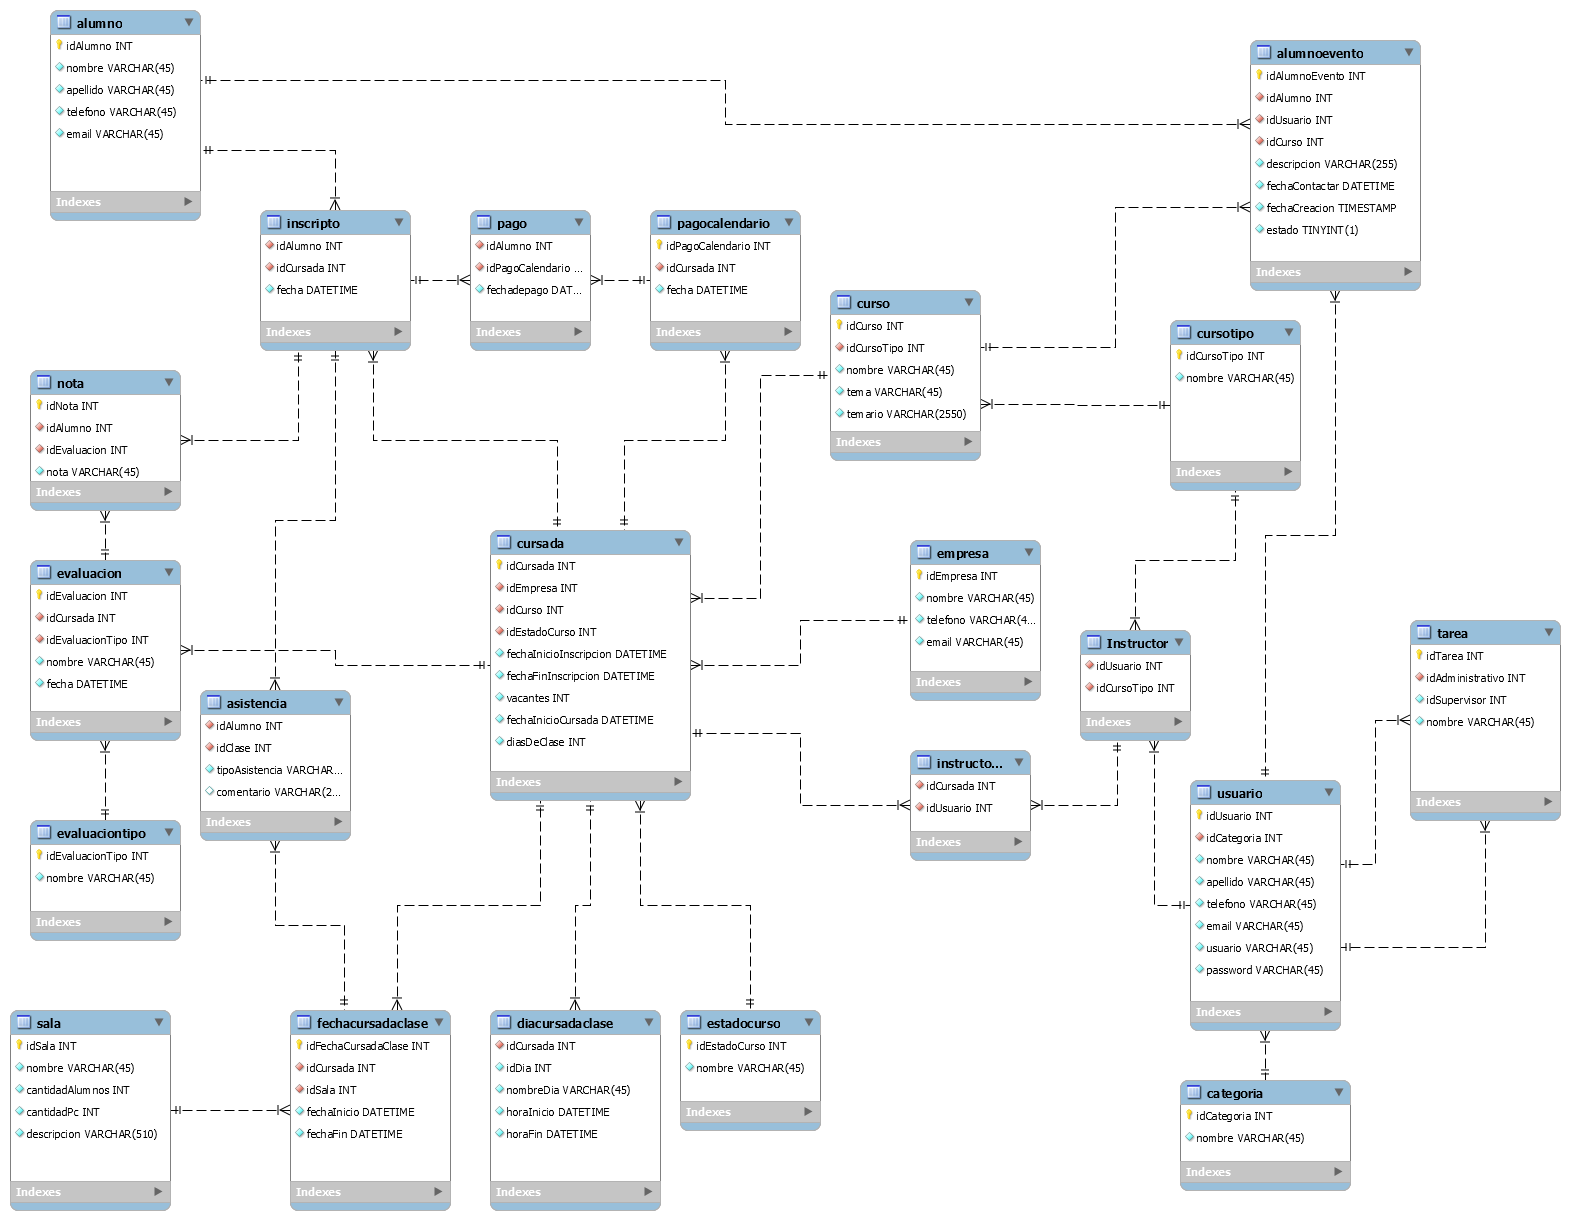 alumno
idAlumno INT
nombre VARCHAR(45)
apellido VARCHAR(45)
telefono VARCHAR(45)
email VARCHAR(45)
Indexes
alumnoevento
idAlumnoEvento INT
idAlumno INT
idUsuario INT
idCurso INT
descripcion VARCHAR(255)
fechaContactar DATETIME
fechaCreacion TIMESTAMP
estado TINYINT(1)
Indexes
inscripto
idAlumno INT
idCursada INT
fecha DATETIME
Indexes
pago
idAlumno INT
idPagoCalendario ...
fechadepago DAT...
Indexes
pagocalendario
idPagoCalendario INT
idCursada INT
fecha DATETIME
Indexes
curso
idCurso INT
idCursoTipo INT
nombre VARCHAR(45)
tema VARCHAR(45)
temario VARCHAR(2550)
Indexes
cursotipo
idCursoTipo INT
nombre VARCHAR(45)
Indexes
nota
idNota INT
idAlumno INT
idEvaluacion INT
nota VARCHAR(45)
Indexes
cursada
idCursada INT
idEmpresa INT
idCurso INT
idEstadoCurso INT
fechaInicioInscripcion DATETIME
fechaFinInscripcion DATETIME
vacantes INT
fechaInicioCursada DATETIME
diasDeClase INT
Indexes
empresa
idEmpresa INT
nombre VARCHAR(45)
telefono VARCHAR(4...
email VARCHAR(45)
Indexes
evaluacion
idEvaluacion INT
idCursada INT
idEvaluacionTipo INT
nombre VARCHAR(45)
fecha DATETIME
Indexes
Instructor
idUsuario INT
idCursoTipo INT
Indexes
tarea
idTarea INT
idAdministrativo INT
idSupervisor INT
nombre VARCHAR(45)
Indexes
asistencia
idAlumno INT
idClase INT
tipoAsistencia VARCHAR...
comentario VARCHAR(2...
Indexes
instructo...
idCursada INT
idUsuario INT
Indexes
usuario
idUsuario INT
idCategoria INT
nombre VARCHAR(45)
apellido VARCHAR(45)
telefono VARCHAR(45)
email VARCHAR(45)
usuario VARCHAR(45)
password VARCHAR(45)
Indexes
evaluaciontipo
idEvaluacionTipo INT
nombre VARCHAR(45)
Indexes
sala
idSala INT
nombre VARCHAR(45)
cantidadAlumnos INT
cantidadPc INT
descripcion VARCHAR(510)
Indexes
fechacursadaclase
idFechaCursadaClase INT
idCursada INT
idSala INT
fechaInicio DATETIME
fechaFin DATETIME
Indexes
diacursadaclase
idCursada INT
idDia INT
nombreDia VARCHAR(45)
horaInicio DATETIME
horaFin DATETIME
Indexes
estadocurso
idEstadoCurso INT
nombre VARCHAR(45)
Indexes
categoria
idCategoria INT
nombre VARCHAR(45)
Indexes